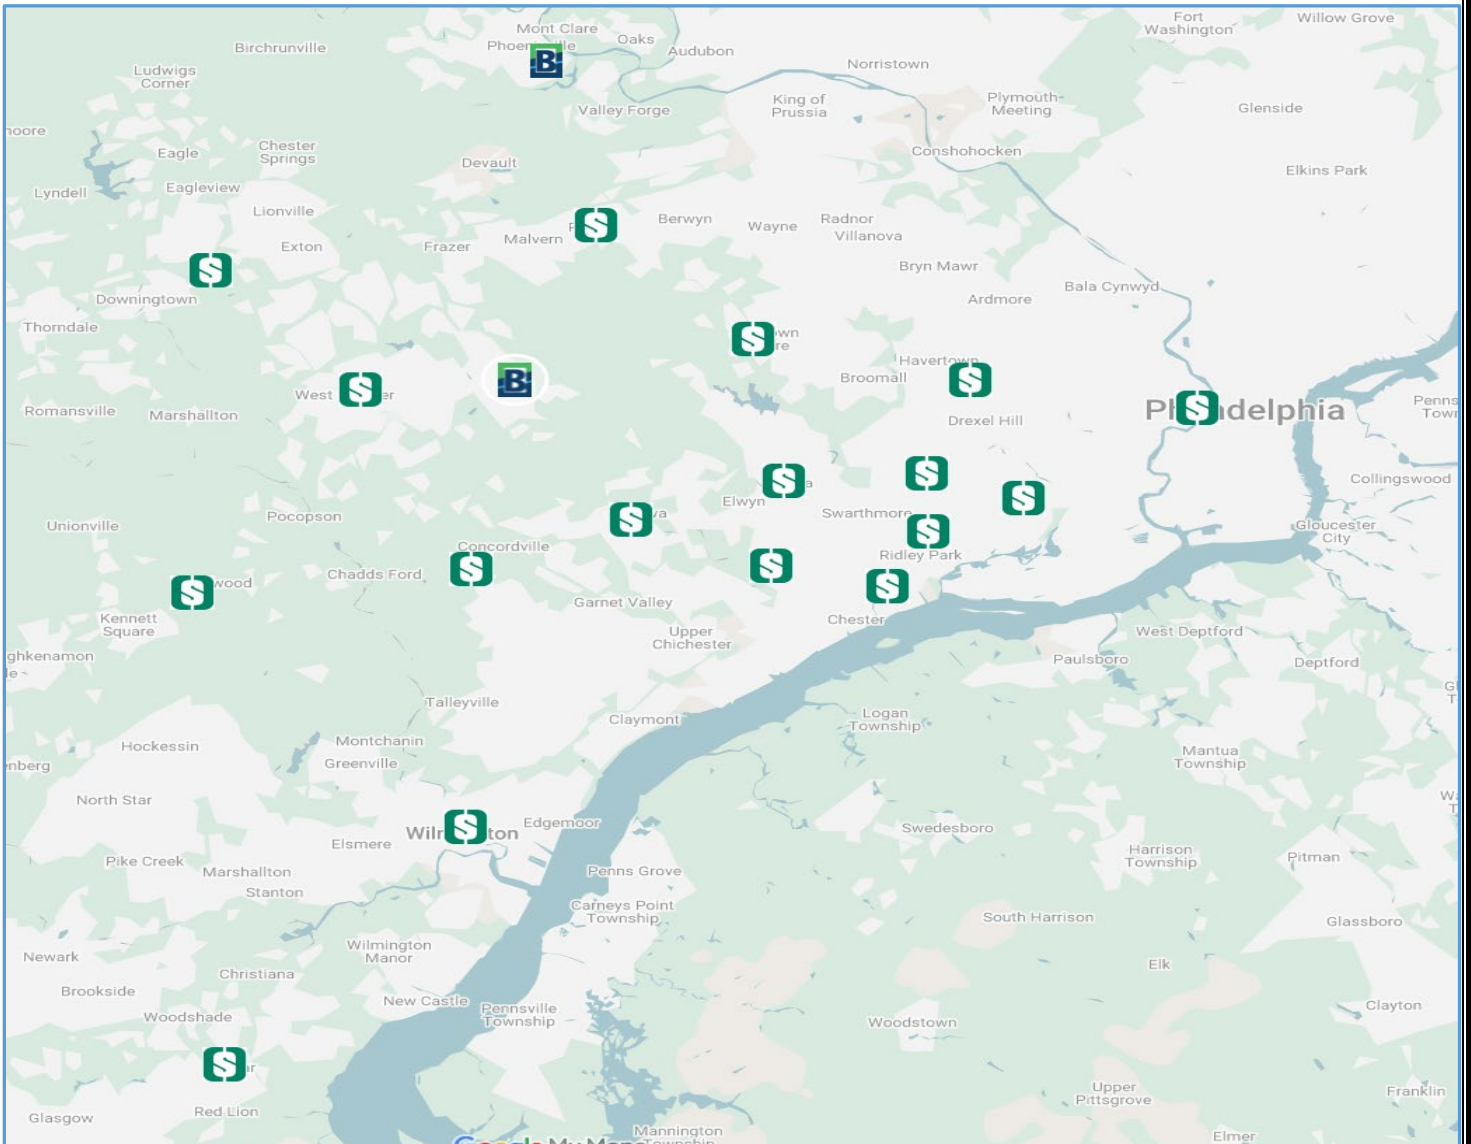 Mont Clare
Fort
Washington
Willow Grove
Birchrunville
Oaks
Audubon
Norristown
Ludwigs
Corner
B
Valley Forge
King of
Prussia
Plymouth
Meeting
Glenside
Eagle
Chester
Springs
Devault
Conshohocken
Elkins Park
Lyndell
Eagleview
Lionville
Berwyn
Wayne
Radnor
Villanova
Exton
Frazer
Malvern
Bryn Mawr
Ardmore
Bala Cynwyd
Downingtown
Thorndale
Havertown
Broomall
B
West
Romansville
Marshallton
Drexel Hill
Collingswood
Elwyn
Swarthmore
Unionville
Pocopson
Gloucester
City
Concordville
Ridley Park
Chadds Ford
Kennett
Square
Garnet Valley
Chester
Upper
Chichester
West Deptford
Paulsboro
Deptford
Talleyville
Claymont
Logan
Township
Hockessin
Montchanin
Greenville
Mantua
Township
North Star
Edgemoor
Elsmere
Swedesboro
Pike Creek
Marshallton
Stanton
Penns Grove
Harrison
Township
Pitman
Carneys Point
Township
South Harrison
Glassboro
Wilmington
Manor
Newark
Christiana
Elk
Brookside
New Castle
Pennsville
Township
Woodshade
Woodstown
Clayton
Upper
Pittsgrove
Franklin
Glasgow
Red Lion
Mannington
Township
Elmer
Google My Maps